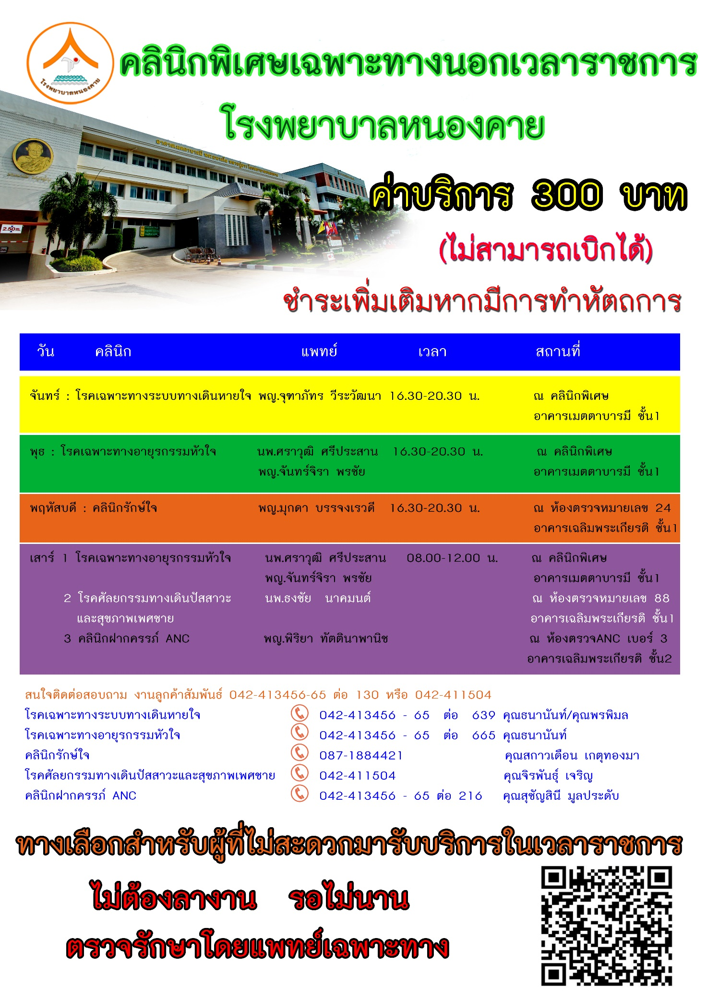 โรงพยาบาลหนองคาย
คลินิกพิเศษเฉพาะทางนอกเวลาราชการ
โรงพยาบาลหนองคาย
ค่าบริการ 300 บาท
(ไม่สามารถเบิกได้)
ชำระเพิ่มเติมหากมีการทำหัตถการ
2.50 m.
วัน คลินิก แพทย์ เวลา สถานที่
จันทร์ : โรคเฉพาะทางระบบทางเดินหายใจ พญ.จุฑาภัทร วีระวัฒนา 16.30-20.30 น. ณ คลินิกพิเศษ
อาคารเมตตาบารมี ชั้น1
พุธ : โรคเฉพาะทางอายุรกรรมหัวใจ นพ.ศราวุฒิ ศรีประสาน 16.30-20.30 น. ณ คลินิกพิเศษ
พญ.จันทร์จิรา พรชัย อาคารเมตตาบารมี ชั้น1
พฤหัสบดี : คลินิกรักษ์ใจ พญ.มุกดา บรรจงเรวดี 16.30-20.30 น. ณ ห้องตรวจหมายเลข 24
อาคารเฉลิมพระเกียรติ ชั้น1
เสาร์ 1 โรคเฉพาะทางอายุรกรรมหัวใจ นพ.ศราวุฒิ ศรีประสาน 08.00-12.00 น. ณ คลินิกพิเศษ
พญ.จันทร์จิรา พรชัย อาคารเมตตาบารมี ชั้น1
2 โรคศัลยกรรมทางเดินปัสสาวะ นพ.ธงชัย นาคมนต์ ณ ห้องตรวจหมายเลข 88
และสุขภาพเพศชาย อาคารเฉลิมพระเกียรติ ชั้น1
3 คลินิกฝากครรภ์ ANC พญ.พิริยา ทัตตินาพานิช ณ ห้องตรวจANC เบอร์ 3
อาคารเฉลิมพระเกียรติ ชั้น2
สนใจติดต่อสอบถาม งานลูกค้าสัมพันธ์ 042-413456-65 ต่อ 130 หรือ 042-411504
โรคเฉพาะทางระบบทางเดินหายใจ 042-413456 - 65 ต่อ 639 คุณธนานันท์/คุณพรพิมล
โรคเฉพาะทางอายุรกรรมหัวใจ 042-413456 - 65 ต่อ 665 คุณธนานันท์
คลินิกรักษ์ใจ 087-1884421 คุณสกาวเดือน เกตุทองมา
โรคศัลยกรรมทางเดินปัสสาวะและสุขภาพเพศชาย 042-411504 คุณจิรพันธุ์ เจริญ
คลินิกฝากครรภ์ ANC 042-413456 - 65 ต่อ 216 คุณสุชัญสินี มูลประดับ
ทางเลือกสำหรับผู้ที่ไม่สะดวกมารับบริการในเวลาราชการ
ไม่ต้องลางาน รอไม่นาน
ตรวจรักษาโดยแพทย์เฉพาะทาง